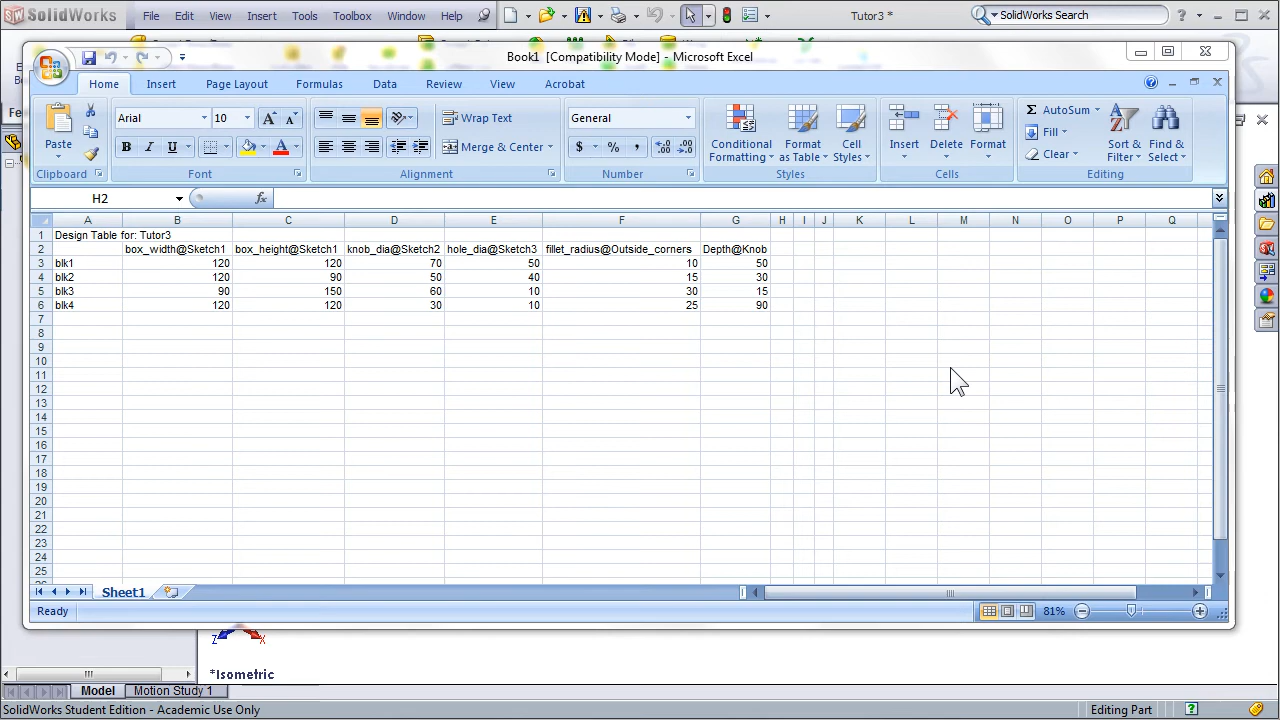 SolidWorks File Edit View Insert Tools Toolbox Window Help Tutor3 * SolidWorks Search ?
Book1 [Compatibility Mode] - Microsoft Excel
Home Insert Page Layout Formulas Data Review View Acrobat
Paste Arial 10 Wrap Text General Conditional Formatting Format as Table Cell Styles Insert Delete Format AutoSum Fill Clear Sort & Filter Find & Select
B I U Merge & Center $ % ,
Clipboard Font Alignment Number Styles Cells Editing
H2 fx
A B C D E F G H I J K L M N O P Q
1 Design Table for: Tutor3
2 box_width@Sketch1 box_height@Sketch1 knob_dia@Sketch2 hole_dia@Sketch3 fillet_radius@Outside_corners Depth@Knob
3 blk1 120 120 70 50 10 50
4 blk2 120 90 50 40 15 30
5 blk3 90 150 60 10 30 15
6 blk4 120 120 30 10 25 90
7
8
9
10
11
12
13
14
15
16
17
18
19
20
21
22
23
24
25
Sheet1
Ready 81%
Z X
*Isometric
Model Motion Study 1
SolidWorks Student Edition - Academic Use Only Editing Part ?